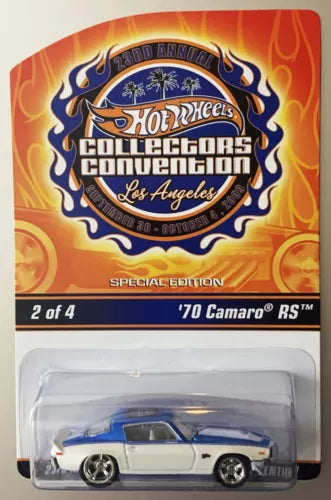 23RD ANNUAL
Hot Wheels
COLLECTORS
CONVENTION
Los Angeles
SPECIAL EDITION
2 of 4
'70 Camaro® RS™